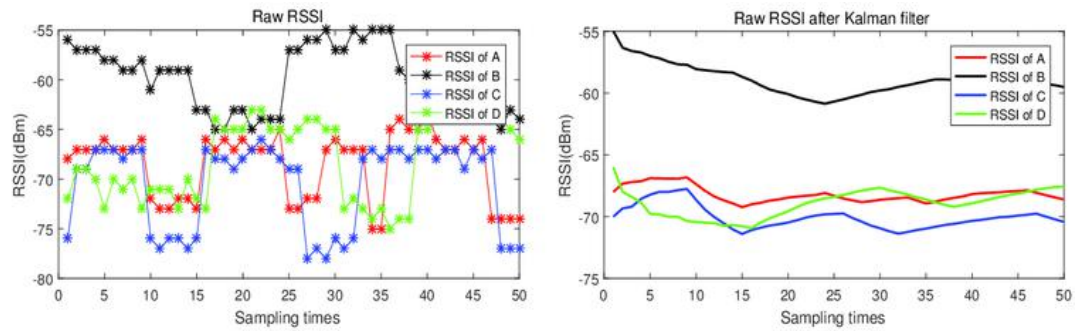 Raw RSSI
-55
-60
-65
-70
-75
-80
RSSI(dBm)
0 5 10 15 20 25 30 35 40 45 50
Sampling times
RSSI of A
RSSI of B
RSSI of C
RSSI of D
Raw RSSI after Kalman filter
-55
-60
-65
-70
-75
RSSI(dBm)
0 5 10 15 20 25 30 35 40 45 50
Sampling times
RSSI of A
RSSI of B
RSSI of C
RSSI of D